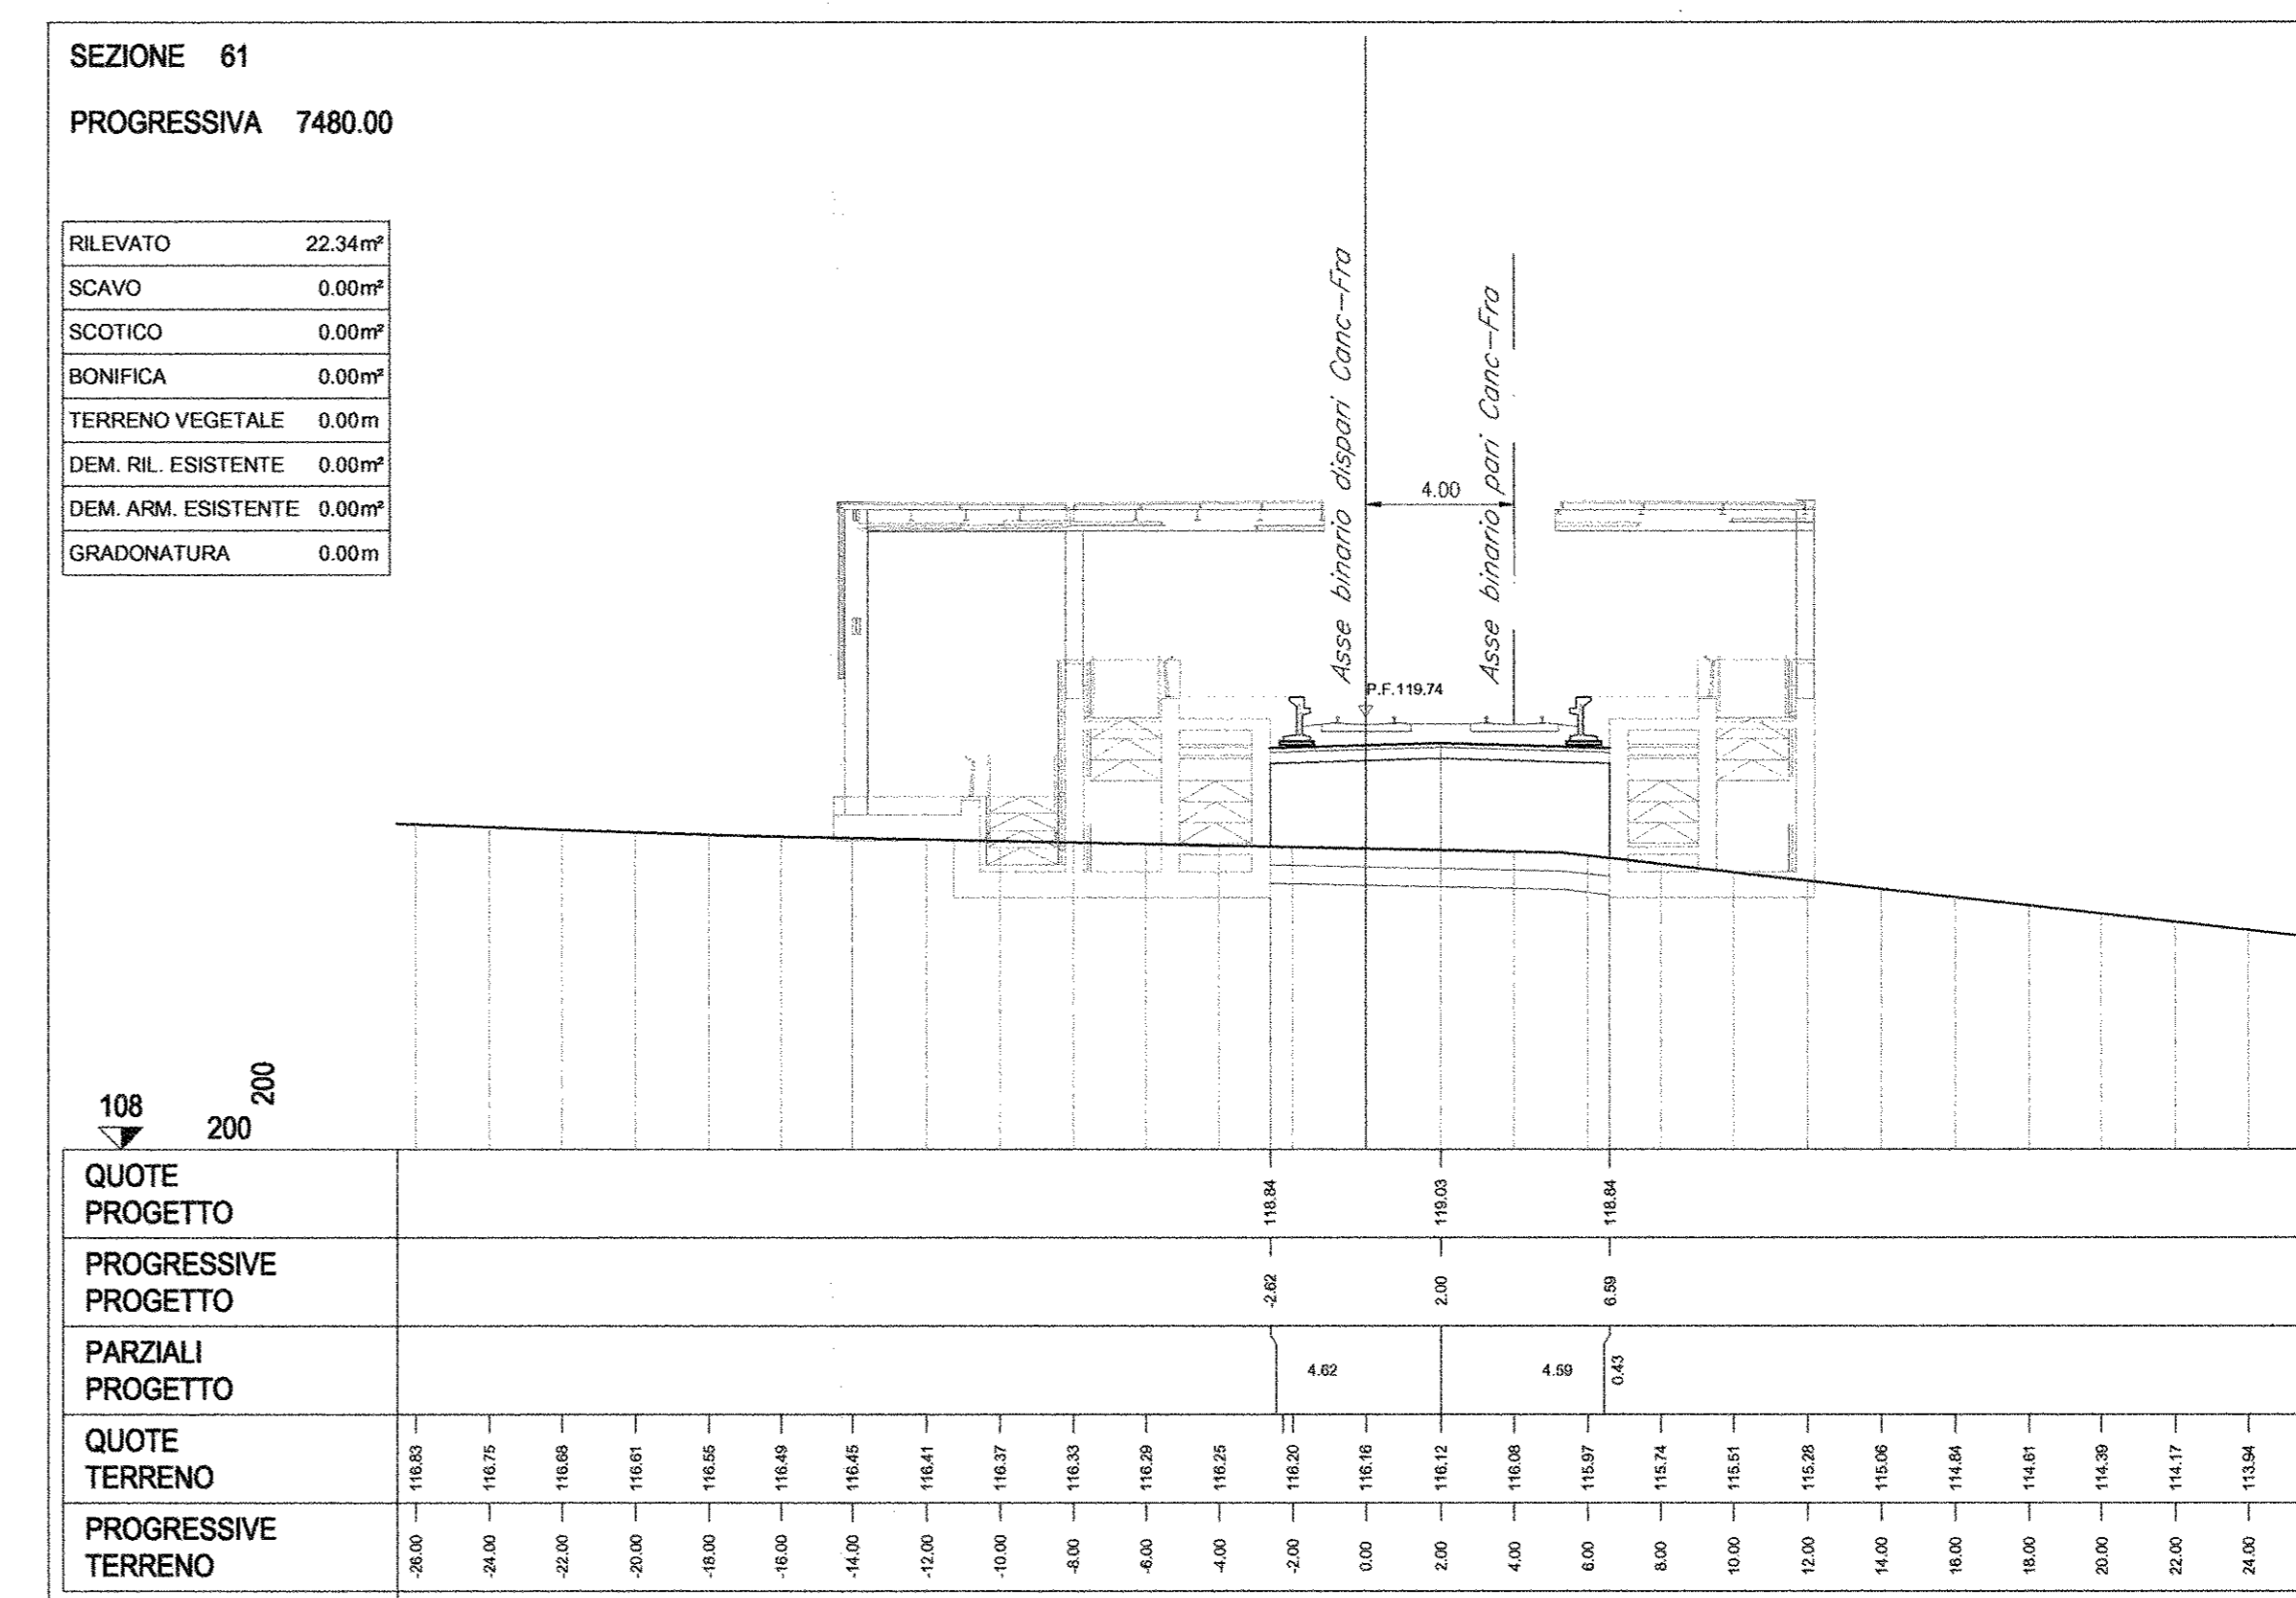 SEZIONE 61
PROGRESSIVA 7480.00
RILEVATO 22.34m²
SCAVO 0.00m²
SCOTICO 0.00m²
BONIFICA 0.00m²
TERRENO VEGETALE 0.00m
DEM. RIL. ESISTENTE 0.00m²
DEM. ARM. ESISTENTE 0.00m²
GRADONATURA 0.00m
Asse binario dispari Canc-Fra
Asse binario pari Canc-Fra
4.00
P.F.119.74
108
200
200
QUOTE
PROGETTO
118.84 119.03 118.84
PROGRESSIVE
PROGETTO
-2.62 2.00 6.59
PARZIALI
PROGETTO
4.62 4.59 0.43
QUOTE
TERRENO
116.83 116.75 116.68 116.61 116.55 116.49 116.45 116.41 116.37 116.33 116.29 116.25 116.20 116.16 116.12 116.08 115.97 115.74 115.51 115.28 115.06 114.84 114.61 114.39 114.17 113.94
PROGRESSIVE
TERRENO
-26.00 -24.00 -22.00 -20.00 -18.00 -16.00 -14.00 -12.00 -10.00 -8.00 -6.00 -4.00 -2.00 0.00 2.00 4.00 6.00 8.00 10.00 12.00 14.00 16.00 18.00 20.00 22.00 24.00